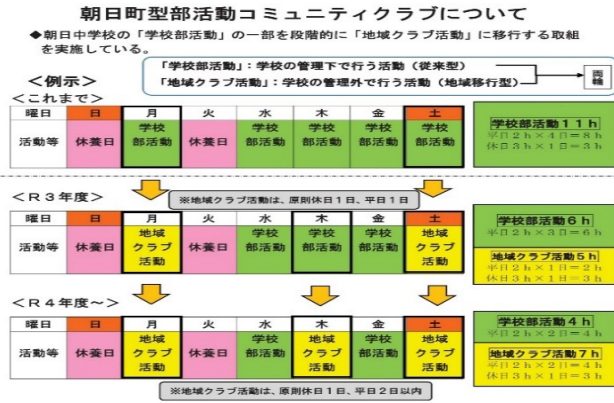 朝日町型部活動コミュニティクラブについて
◆朝日中学校の「学校部活動」の一部を段階的に「地域クラブ活動」に移行する取組
を実施している。
「学校部活動」：学校の管理下で行う活動（従来型）
「地域クラブ活動」：学校の管理外で行う活動（地域移行型）
両輪
＜例示＞
＜これまで＞
曜日 日 月 火 水 木 金 土
活動等 休養日 学校部活動 休養日 学校部活動 学校部活動 学校部活動 学校部活動
学校部活動１１ｈ
平日２ｈ×４日＝８ｈ
休日３ｈ×１日＝３ｈ
＜Ｒ３年度＞
※地域クラブ活動は、原則休日１日、平日１日
曜日 日 月 火 水 木 金 土
活動等 休養日 地域クラブ活動 休養日 学校部活動 学校部活動 学校部活動 地域クラブ活動
学校部活動６ｈ
平日２ｈ×３日＝６ｈ
地域クラブ活動５ｈ
平日２ｈ×１日＝２ｈ
休日３ｈ×１日＝３ｈ
＜Ｒ４年度～＞
曜日 日 月 火 水 木 金 土
活動等 休養日 地域クラブ活動 休養日 学校部活動 地域クラブ活動 学校部活動 地域クラブ活動
学校部活動４ｈ
平日２ｈ×２日＝４ｈ
地域クラブ活動７ｈ
平日２ｈ×２日＝４ｈ
休日３ｈ×１日＝３ｈ
※地域クラブ活動は、原則休日１日、平日２日以内